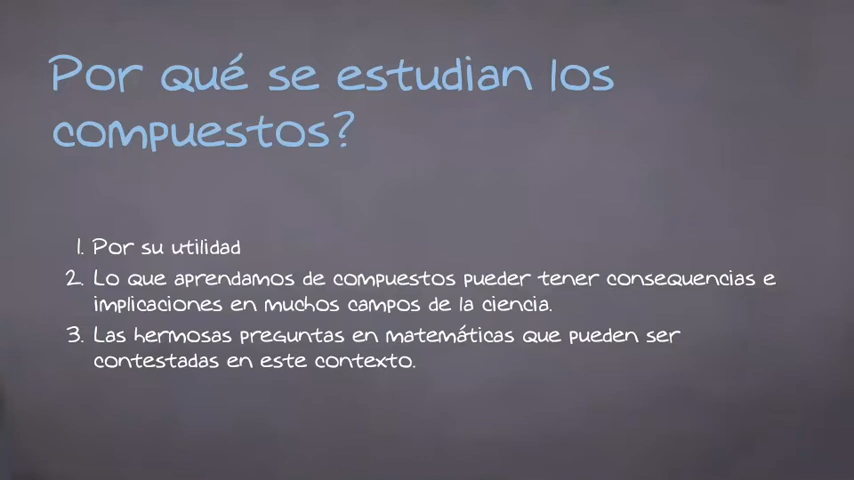 Por qué se estudian los
compuestos?
1. Por su utilidad
2. Lo que aprendamos de compuestos pueder tener consequencias e
implicaciones en muchos campos de la ciencia.
3. Las hermosas preguntas en matemáticas que pueden ser
contestadas en este contexto.